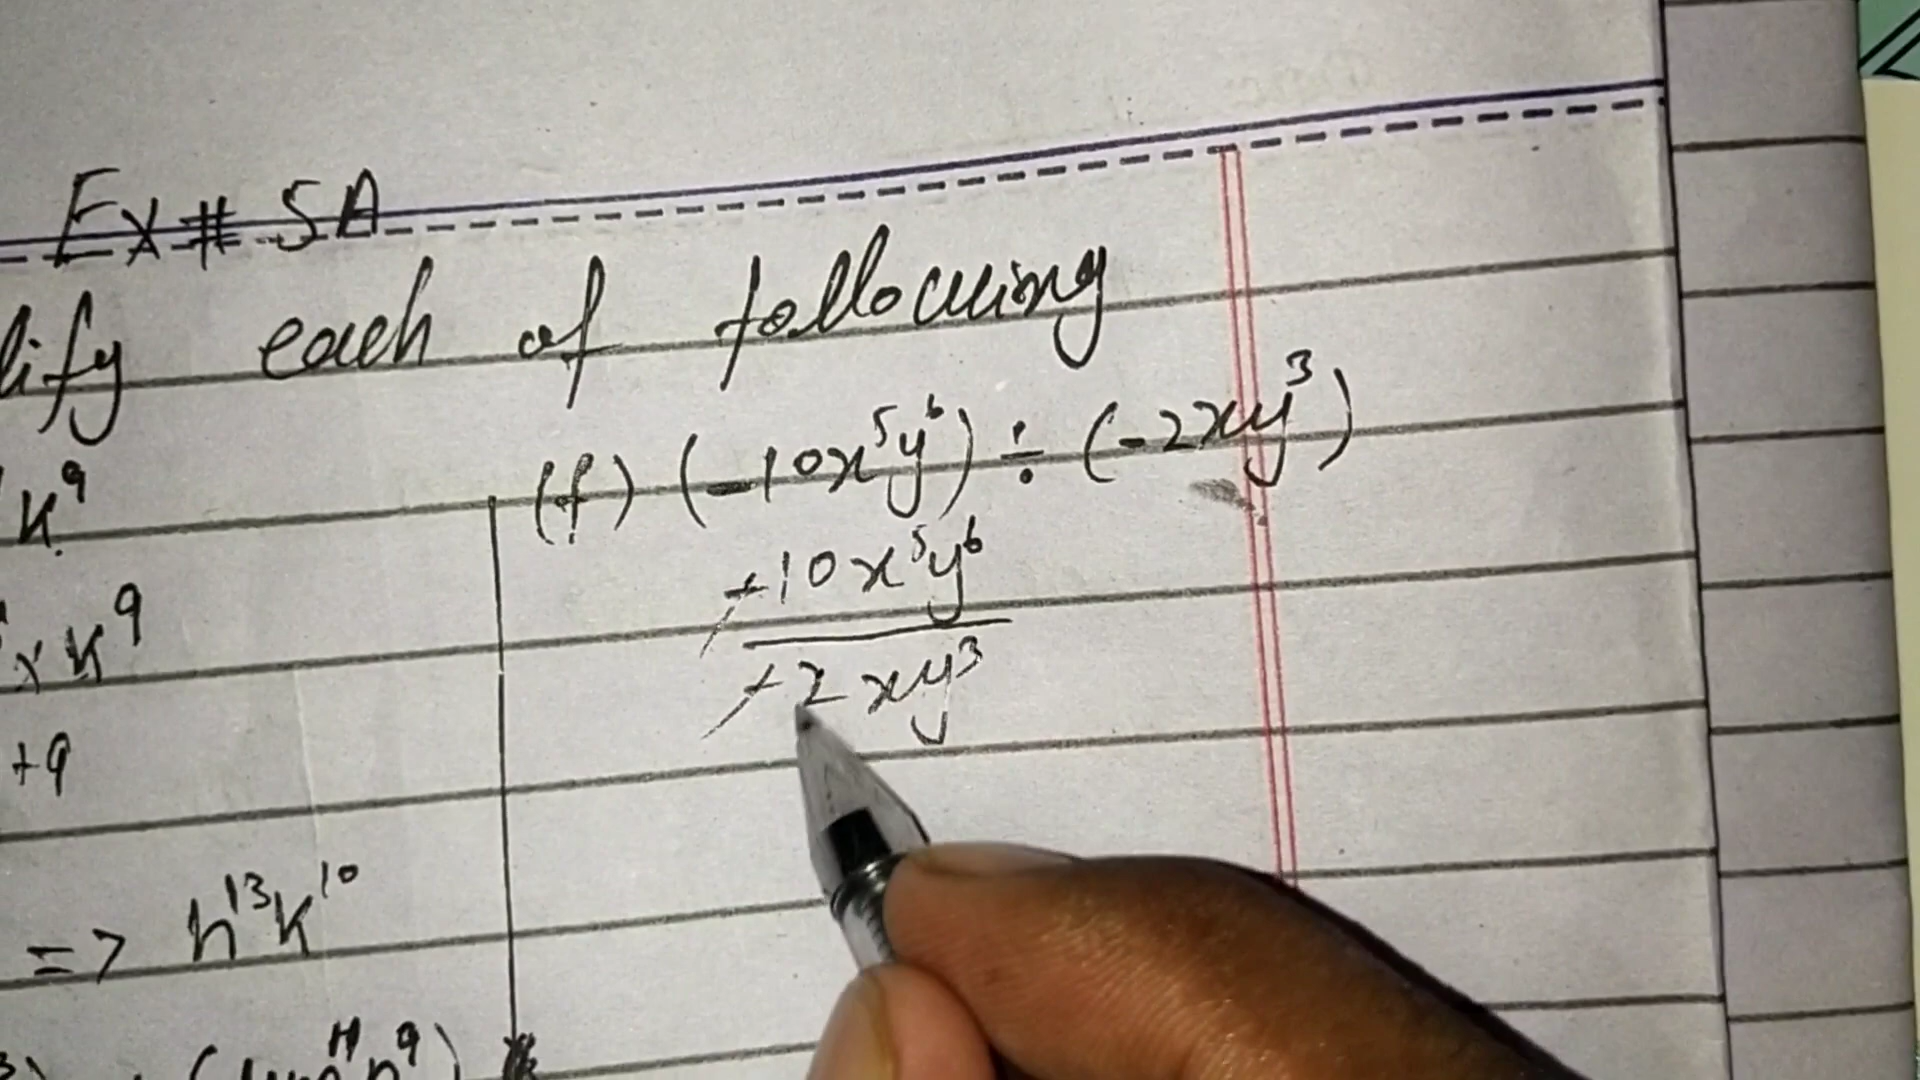 Ex # 5A
lify each of following
k⁹
(f) (-10x⁵y⁶) ÷ (-2xy³)
-10x⁵y⁶
x k⁹
-2xy³
+9
=> h¹³k¹⁰